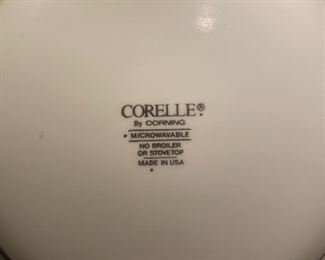 CORELLE®
By CORNING
• MICROWAVABLE
NO BROILER
OR STOVETOP
MADE IN USA